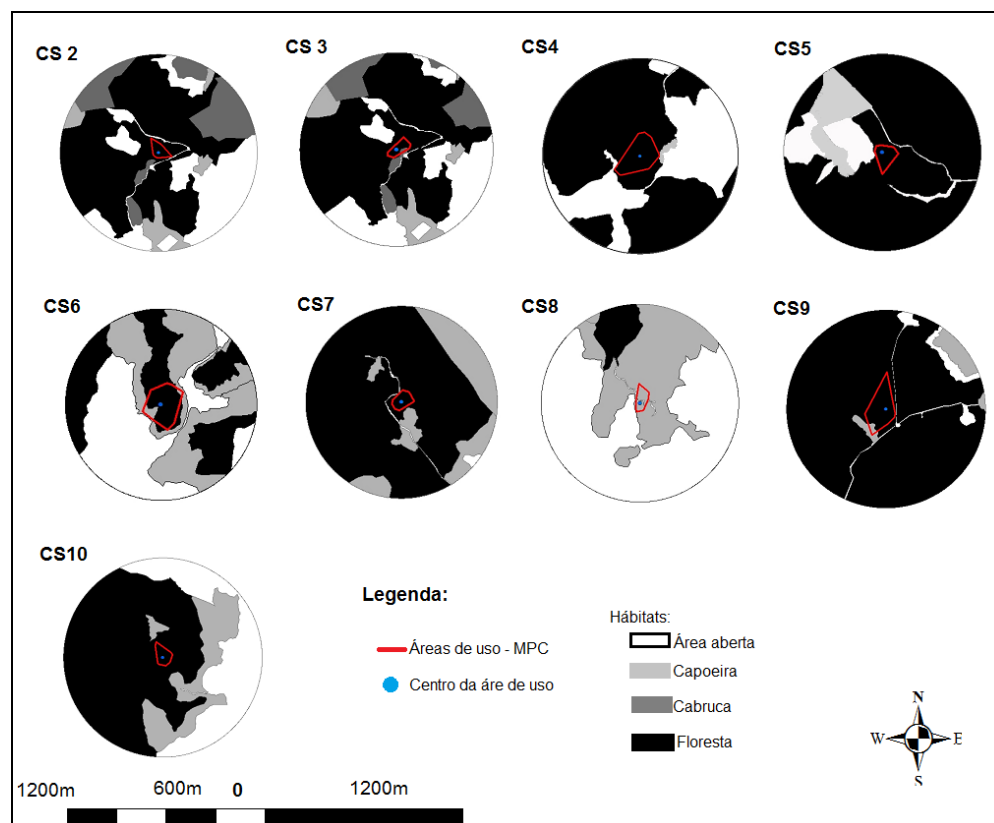 CS 2
CS 3
CS4
CS5
CS6
CS7
CS8
CS9
CS10
Legenda:
Áreas de uso - MPC
Centro da áre de uso
Hábitats:
Área aberta
Capoeira
Cabruca
Floresta
N
W E
S
1200m 600m 0 1200m